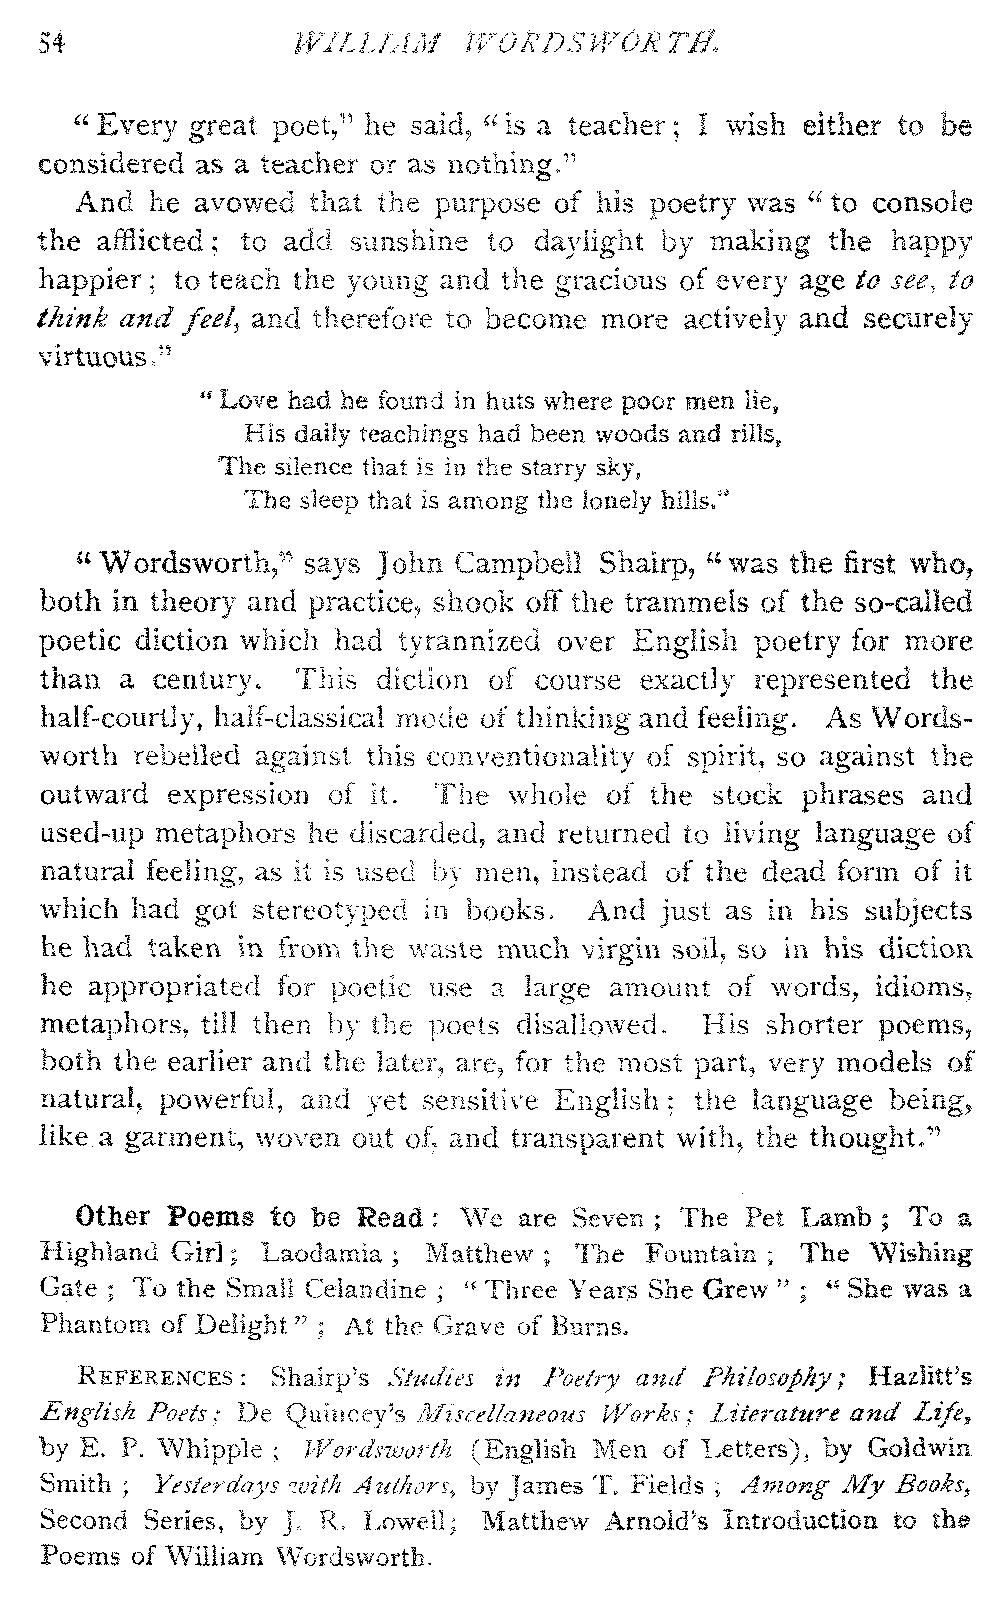 54 WILLIAM WORDSWORTH.
“Every great poet,” he said, “is a teacher; I wish either to be
considered as a teacher or as nothing.”
And he avowed that the purpose of his poetry was “to console
the afflicted; to add sunshine to daylight by making the happy
happier; to teach the young and the gracious of every age to see, to
think and feel, and therefore to become more actively and securely
virtuous.”
“Love had he found in huts where poor men lie,
His daily teachings had been woods and rills,
The silence that is in the starry sky,
The sleep that is among the lonely hills.”
“Wordsworth,” says John Campbell Shairp, “was the first who,
both in theory and practice, shook off the trammels of the so-called
poetic diction which had tyrannized over English poetry for more
than a century. This diction of course exactly represented the
half-courtly, half-classical mode of thinking and feeling. As Words-
worth rebelled against this conventionality of spirit, so against the
outward expression of it. The whole of the stock phrases and
used-up metaphors he discarded, and returned to living language of
natural feeling, as it is used by men, instead of the dead form of it
which had got stereotyped in books. And just as in his subjects
he had taken in from the waste much virgin soil, so in his diction
he appropriated for poetic use a large amount of words, idioms,
metaphors, till then by the poets disallowed. His shorter poems,
both the earlier and the later, are, for the most part, very models of
natural, powerful, and yet sensitive English; the language being,
like a garment, woven out of, and transparent with, the thought.”
Other Poems to be Read: We are Seven; The Pet Lamb; To a
Highland Girl; Laodamia; Matthew; The Fountain; The Wishing
Gate; To the Small Celandine; “Three Years She Grew”; “She was a
Phantom of Delight”; At the Grave of Burns.
REFERENCES: Shairp's Studies in Poetry and Philosophy; Hazlitt's
English Poets; De Quincey's Miscellaneous Works; Literature and Life,
by E. P. Whipple; Wordsworth (English Men of Letters), by Goldwin
Smith; Yesterdays with Authors, by James T. Fields; Among My Books,
Second Series, by J. R. Lowell; Matthew Arnold's Introduction to the
Poems of William Wordsworth.